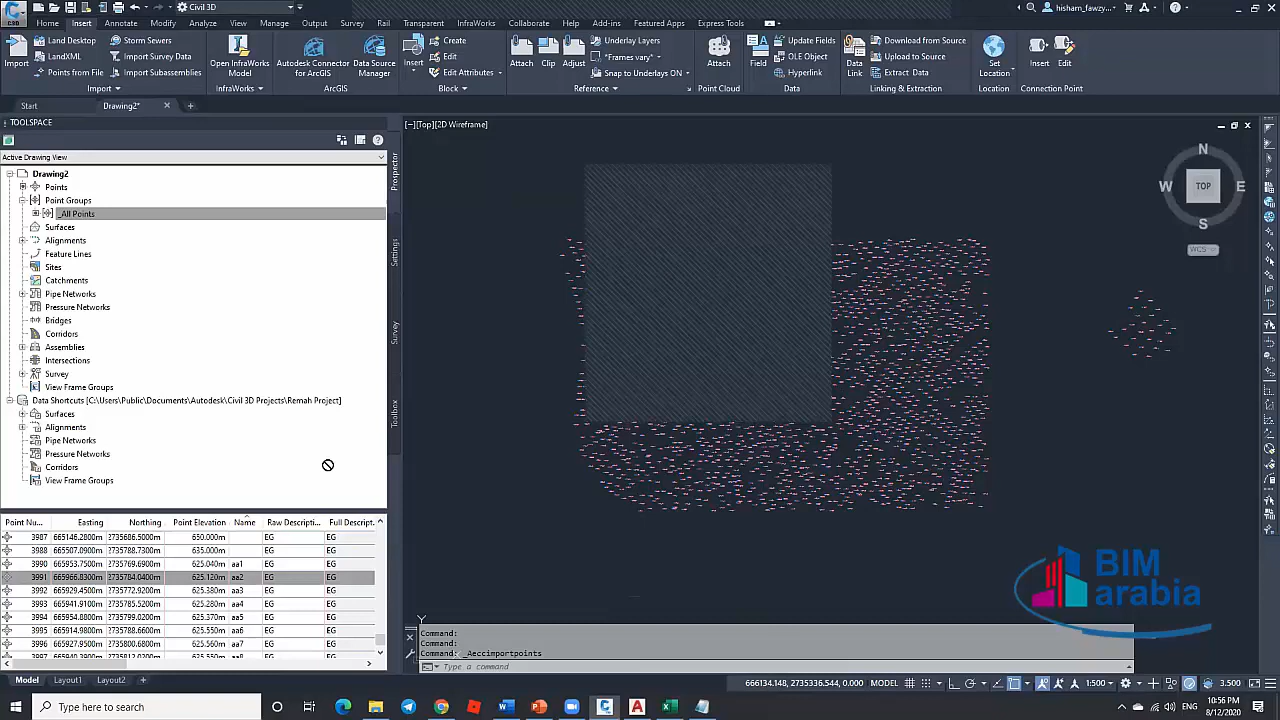 C3D
Civil 3D
hisham_fawzy
Home Insert Annotate Modify Analyze View Manage Output Survey Rail Transparent InfraWorks Collaborate Help Add-ins Featured Apps Express Tools
Import
Land Desktop
LandXML
Points from File
Storm Sewers
Import Survey Data
Import Subassemblies
Open InfraWorks
Model
Autodesk Connector
for ArcGIS
Data Source
Manager
Insert
Create
Edit
Edit Attributes
Attach
Clip
Adjust
Underlay Layers
*Frames vary*
Snap to Underlays ON
Attach
Field
Update Fields
OLE Object
Hyperlink
Data
Link
Download from Source
Upload to Source
Extract Data
Set
Location
Insert
Edit
Import
InfraWorks
ArcGIS
Block
Reference
Point Cloud
Data
Linking & Extraction
Location
Connection Point
Start
Drawing2*
TOOLSPACE
[−][Top][2D Wireframe]
Active Drawing View
Drawing2
Points
Point Groups
_All Points
Surfaces
Alignments
Feature Lines
Sites
Catchments
Pipe Networks
Pressure Networks
Bridges
Corridors
Assemblies
Intersections
Survey
View Frame Groups
Data Shortcuts [C:\Users\Public\Documents\Autodesk\Civil 3D Projects\Remah Project]
Surfaces
Alignments
Pipe Networks
Pressure Networks
Corridors
View Frame Groups
Prospector
Settings
Survey
Toolbox
N
W TOP E
S
WCS
Point Nu... Easting Northing Point Elevation Name Raw Descripti... Full Descript.
3987 665146.2800m 2735686.5000m 650.000m EG EG
3988 665507.0900m 2735788.7300m 635.000m EG EG
3990 665953.7500m 2735769.6900m 625.040m aa1 EG EG
3991 665966.8300m 2735784.0400m 625.120m aa2 EG EG
3992 665929.4500m 2735772.9200m 625.380m aa3 EG EG
3993 665941.9100m 2735785.5200m 625.280m aa4 EG EG
3994 665954.8800m 2735799.0200m 625.370m aa5 EG EG
3995 665914.9800m 2735788.6600m 625.550m aa6 EG EG
3996 665927.9500m 2735800.6800m 625.560m aa7 EG EG
BIM
arabia
Y
Command:
Command:
Command: _Aeccimportpoints
Type a command
Model Layout1 Layout2
666134.148, 2735336.544, 0.000 MODEL 1:500 3.500
Type here to search
10:56 PM
8/12/2020